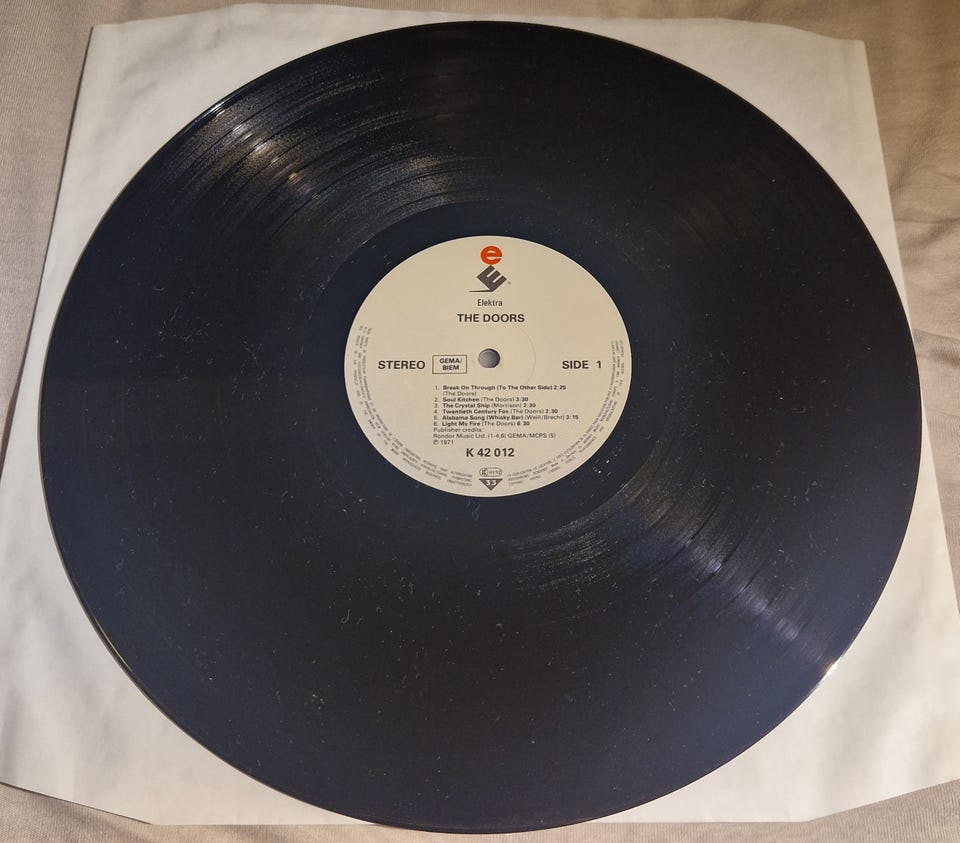 e
E
Elektra
THE DOORS
STEREO GEMA/BIEM SIDE 1
1. Break On Through (To The Other Side) 2:25
(The Doors)
2. Soul Kitchen (The Doors) 3:30
3. The Crystal Ship (Morrison) 2:30
4. Twentieth Century Fox (The Doors) 2:30
5. Alabama Song (Whisky Bar) (Weill/Brecht) 3:15
6. Light My Fire (The Doors) 6:30
Publisher credits:
Rondor Music Ltd. (1-4,6) GEMA/MCPS (5)
℗ 1971
K 42 012
33